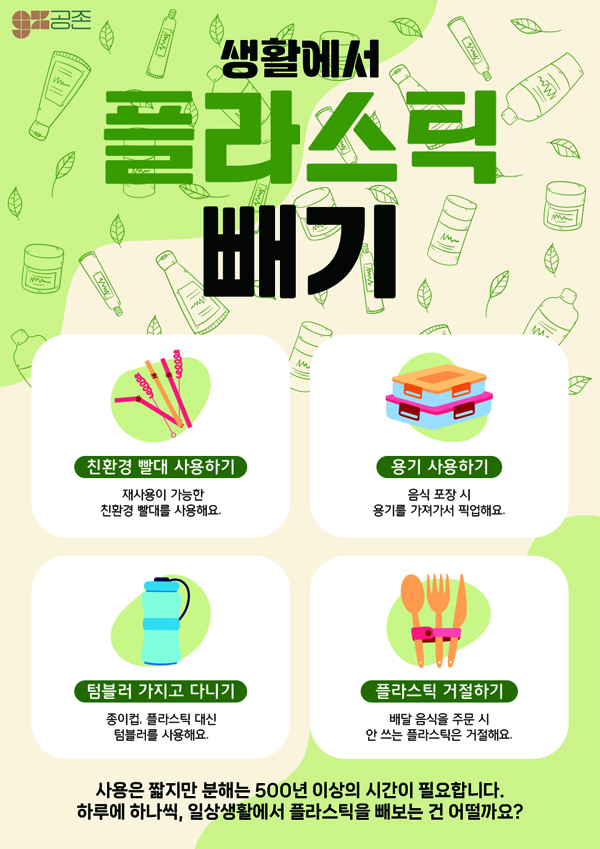 공존
생활에서
플라스틱
빼기
친환경 빨대 사용하기
재사용이 가능한
친환경 빨대를 사용해요.
용기 사용하기
음식 포장 시
용기를 가져가서 픽업해요.
텀블러 가지고 다니기
종이컵, 플라스틱 대신
텀블러를 사용해요.
플라스틱 거절하기
배달 음식을 주문 시
안 쓰는 플라스틱은 거절해요.
사용은 짧지만 분해는 500년 이상의 시간이 필요합니다.
하루에 하나씩, 일상생활에서 플라스틱을 빼보는 건 어떨까요?